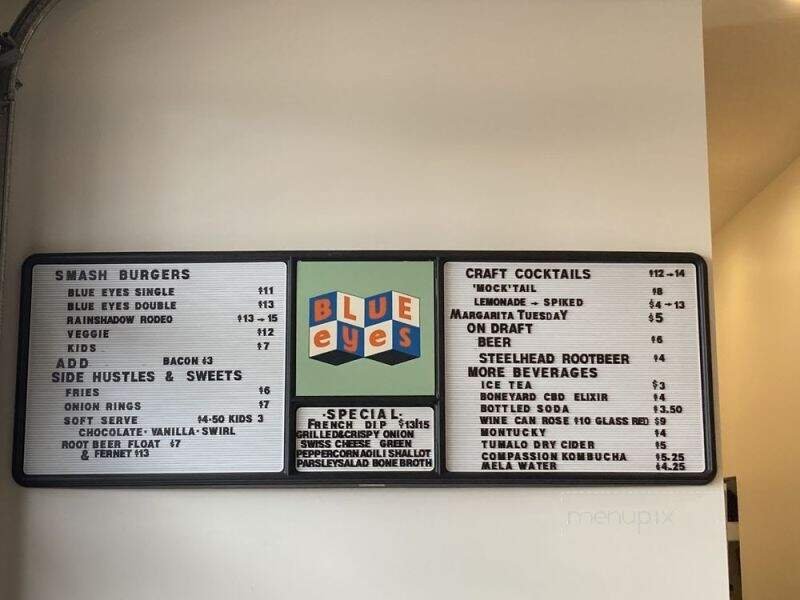 SMASH BURGERS
BLUE EYES SINGLE $11
BLUE EYES DOUBLE $13
RAINSHADOW RODEO $13→15
VEGGIE $12
KIDS $7
ADD BACON $3
SIDE HUSTLES & SWEETS
FRIES $6
ONION RINGS $7
SOFT SERVE $4.50 KIDS 3
CHOCOLATE· VANILLA· SWIRL
ROOT BEER FLOAT $7
& FERNET $13
BLUE
eyes
·SPECIAL·
FRENCH DIP $13|15
GRILLED&CRISPY ONION
SWISS CHEESE GREEN
PEPPERCORN AOILI SHALLOT
PARSLEYSALAD BONE BROTH
CRAFT COCKTAILS $12→14
'MOCK'TAIL $8
LEMONADE → SPIKED $4→13
MARGARITA TUESDAY $5
ON DRAFT
BEER $6
STEELHEAD ROOTBEER $4
MORE BEVERAGES
ICE TEA $3
BONEYARD CBD ELIXIR $4
BOTTLED SODA $3.50
WINE CAN ROSE $10 GLASS RED $9
MONTUCKY $4
TUMALO DRY CIDER $5
COMPASSION KOMBUCHA $5.25
MELA WATER $4.25
menupix